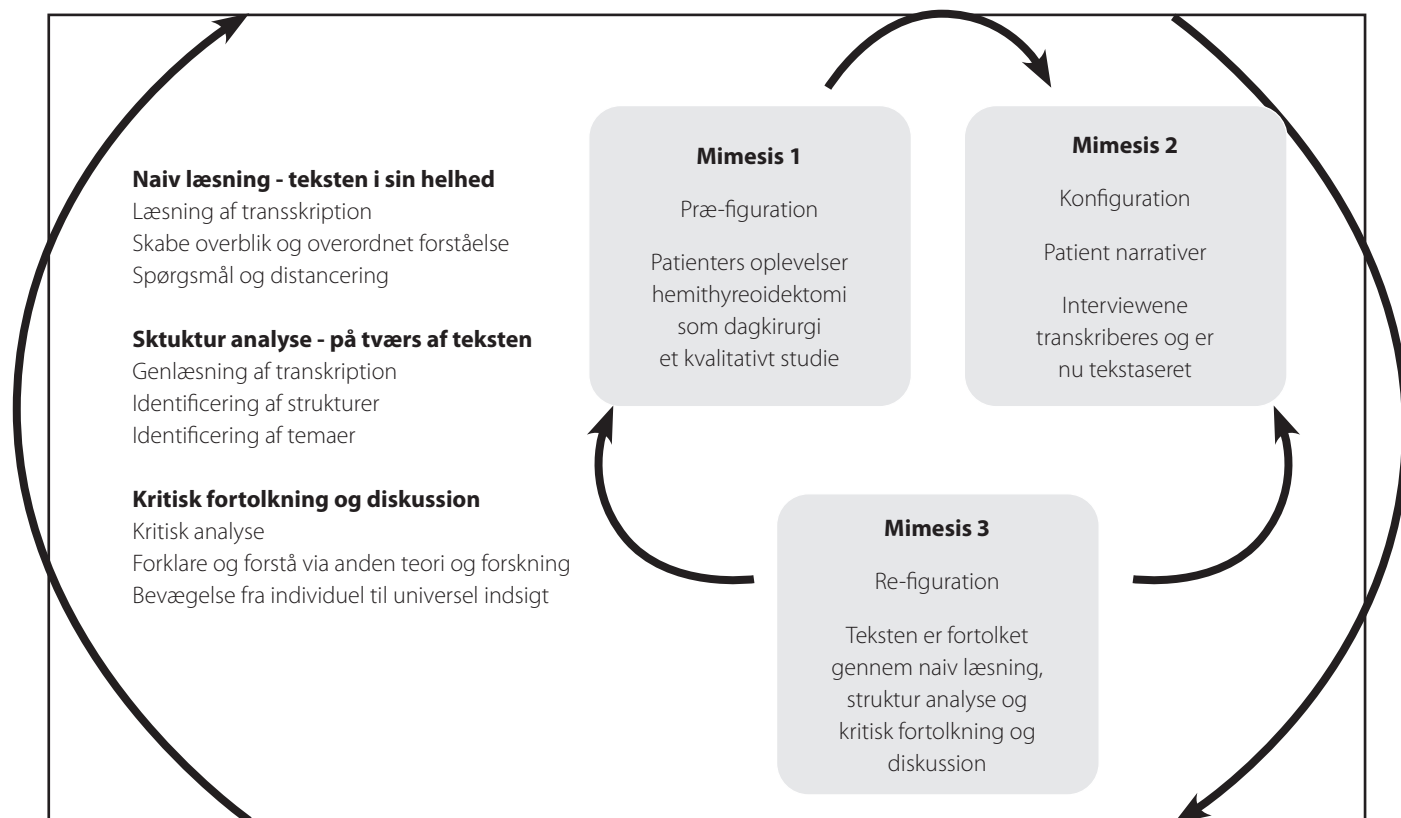 Naiv læsning - teksten i sin helhed
Læsning af transskription
Skabe overblik og overordnet forståelse
Spørgsmål og distancering
Sktuktur analyse - på tværs af teksten
Genlæsning af transkription
Identificering af strukturer
Identificering af temaer
Kritisk fortolkning og diskussion
Kritisk analyse
Forklare og forstå via anden teori og forskning
Bevægelse fra individuel til universel indsigt
Mimesis 1
Præ-figuration
Patienters oplevelser
hemithyreoidektomi
som dagkirurgi
et kvalitativt studie
Mimesis 2
Konfiguration
Patient narrativer
Interviewene
transkriberes og er
nu tekstaseret
Mimesis 3
Re-figuration
Teksten er fortolket
gennem naiv læsning,
struktur analyse og
kritisk fortolkning og
diskussion